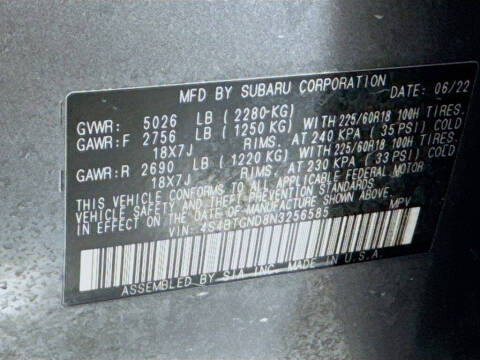 MFD BY SUBARU CORPORATION DATE: 06/22
GVWR: 5026 LB (2280-KG)
GAWR:F 2756 LB (1250 KG) WITH 225/60R18 100H TIRES.
18X7J RIMS. AT 240 KPA (35 PSI) COLD
GAWR:R 2690 LB (1220 KG) WITH 225/60R18 100H TIRES.
18X7J RIMS. AT 230 KPA (33 PSI) COLD
THIS VEHICLE CONFORMS TO ALL APPLICABLE FEDERAL MOTOR
VEHICLE SAFETY AND THEFT PREVENTION STANDARDS
IN EFFECT ON THE DATE OF MANUFACTURE SHOWN ABOVE.
VIN: 4S4BTGND8N3256585 MPV
ASSEMBLED BY SIA, INC. MADE IN U.S.A.